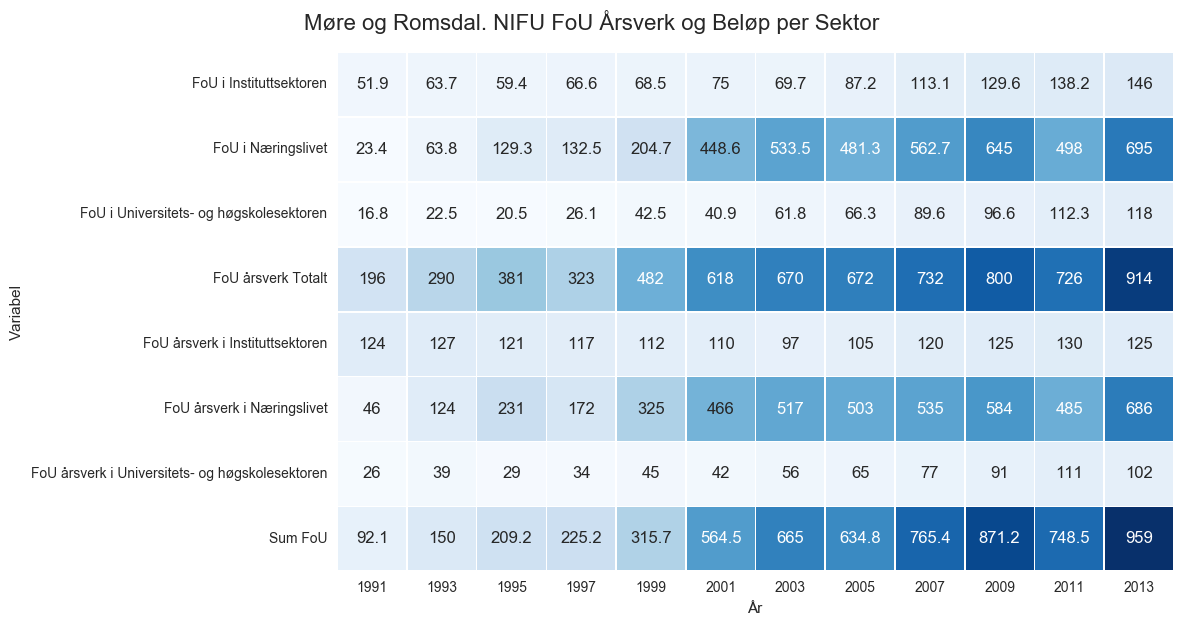 Møre og Romsdal. NIFU FoU Årsverk og Beløp per Sektor
Variabel
FoU i Instituttsektoren 51.9 63.7 59.4 66.6 68.5 75 69.7 87.2 113.1 129.6 138.2 146
FoU i Næringslivet 23.4 63.8 129.3 132.5 204.7 448.6 533.5 481.3 562.7 645 498 695
FoU i Universitets- og høgskolesektoren 16.8 22.5 20.5 26.1 42.5 40.9 61.8 66.3 89.6 96.6 112.3 118
FoU årsverk Totalt 196 290 381 323 482 618 670 672 732 800 726 914
FoU årsverk i Instituttsektoren 124 127 121 117 112 110 97 105 120 125 130 125
FoU årsverk i Næringslivet 46 124 231 172 325 466 517 503 535 584 485 686
FoU årsverk i Universitets- og høgskolesektoren 26 39 29 34 45 42 56 65 77 91 111 102
Sum FoU 92.1 150 209.2 225.2 315.7 564.5 665 634.8 765.4 871.2 748.5 959
1991 1993 1995 1997 1999 2001 2003 2005 2007 2009 2011 2013
År